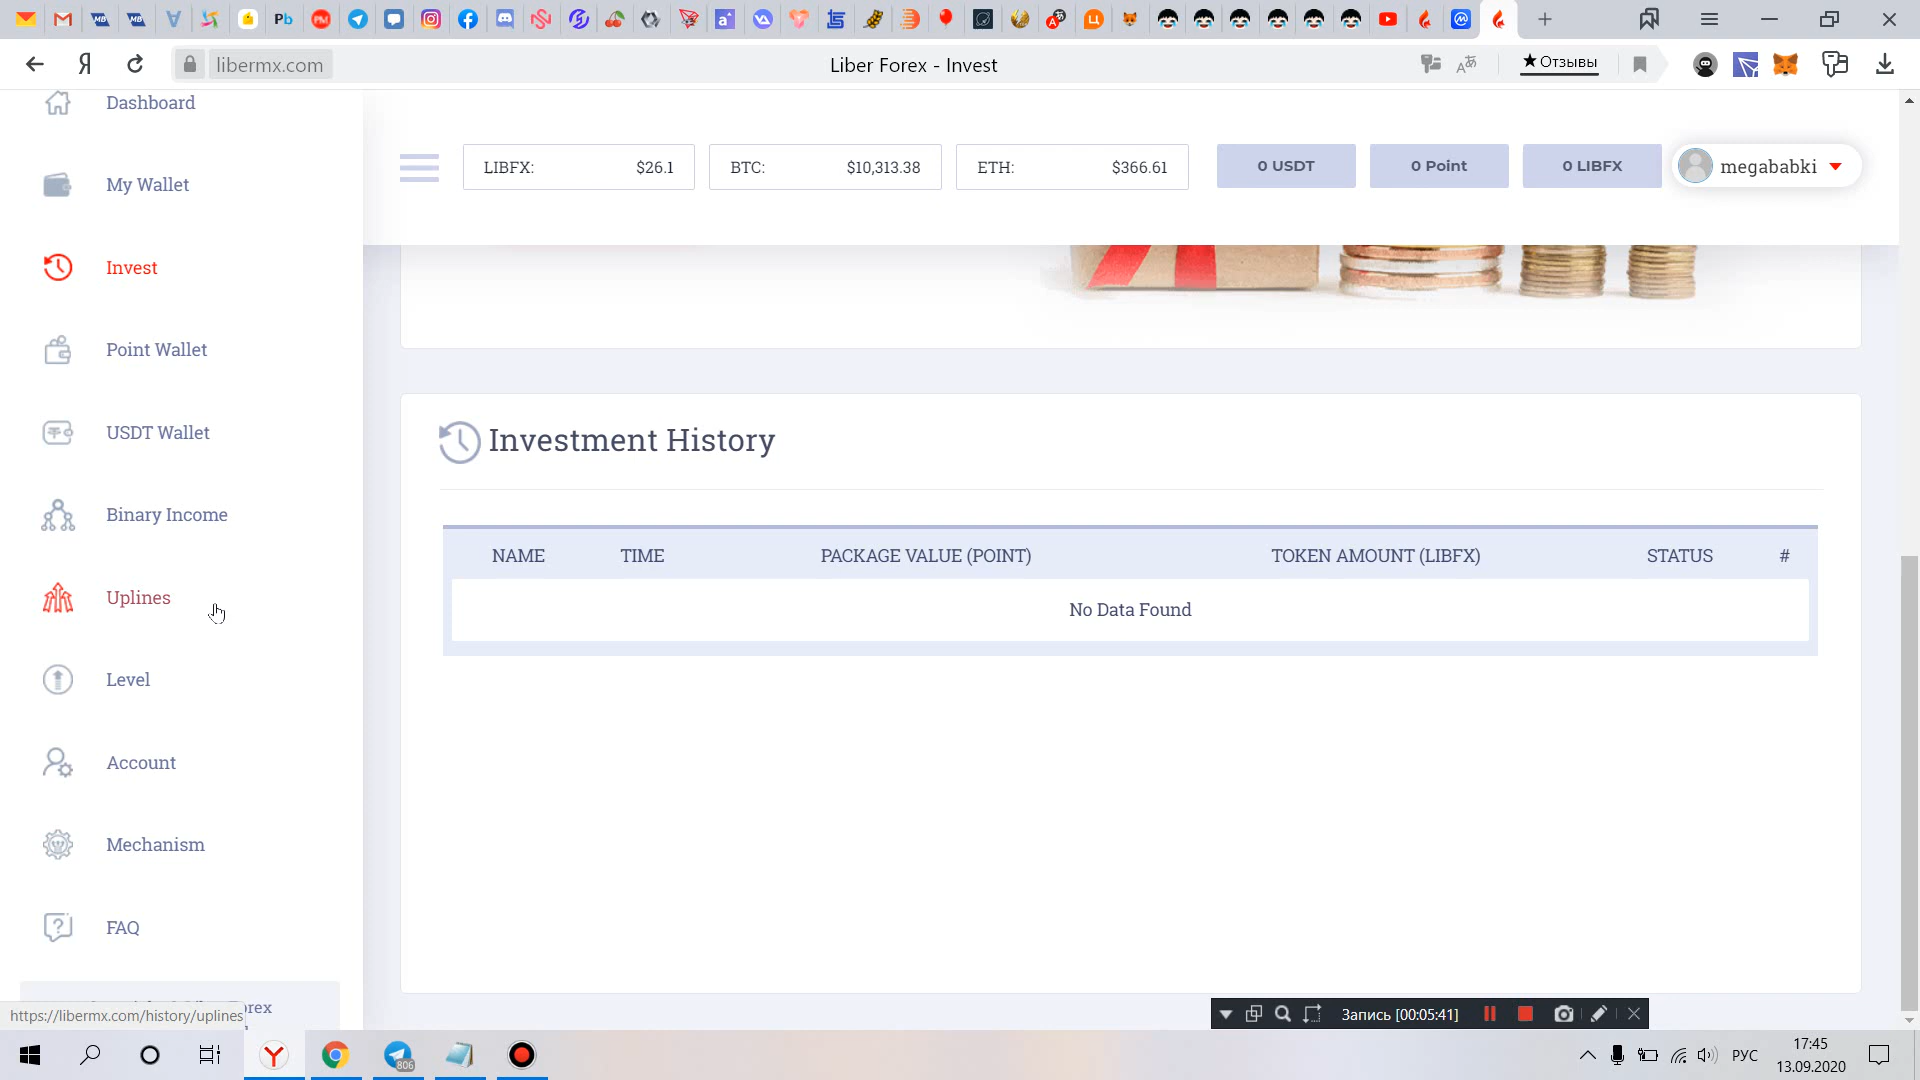 libermx.com
Liber Forex - Invest
★ Отзывы
Dashboard
My Wallet
Invest
Point Wallet
USDT Wallet
Binary Income
Uplines
Level
Account
Mechanism
FAQ
LIBFX: $26.1
BTC: $10,313.38
ETH: $366.61
0 USDT
0 Point
0 LIBFX
megababki
Investment History
NAME TIME PACKAGE VALUE (POINT) TOKEN AMOUNT (LIBFX) STATUS #
No Data Found
https://libermx.com/history/uplines
Запись [00:05:41]
806
РУС
17:45
13.09.2020